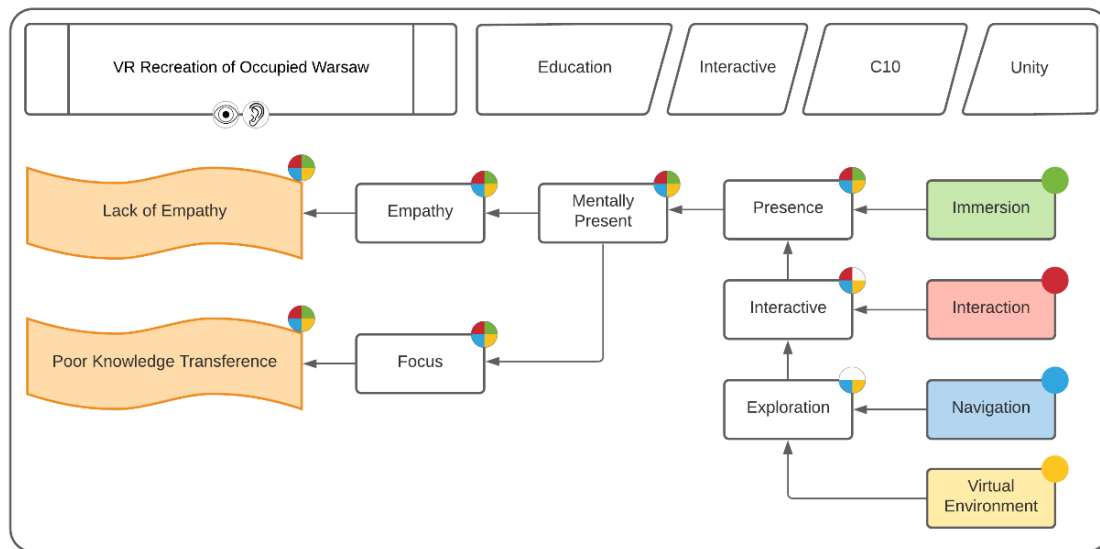 VR Recreation of Occupied Warsaw
Education
Interactive
C10
Unity
Lack of Empathy
Empathy
Mentally
Present
Presence
Immersion
Interactive
Interaction
Poor Knowledge Transference
Focus
Exploration
Navigation
Virtual
Environment